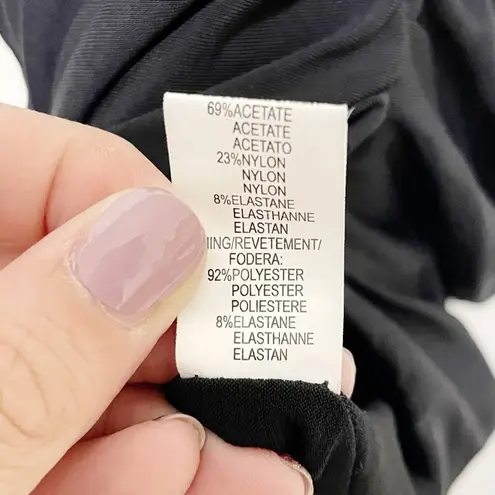 69%ACETATE
ACETATE
ACETATO
23%NYLON
NYLON
NYLON
8%ELASTANE
ELASTHANNE
ELASTAN
ING/REVETEMENT/
FODERA:
92%POLYESTER
POLYESTER
POLIESTERE
8%ELASTANE
ELASTHANNE
ELASTAN